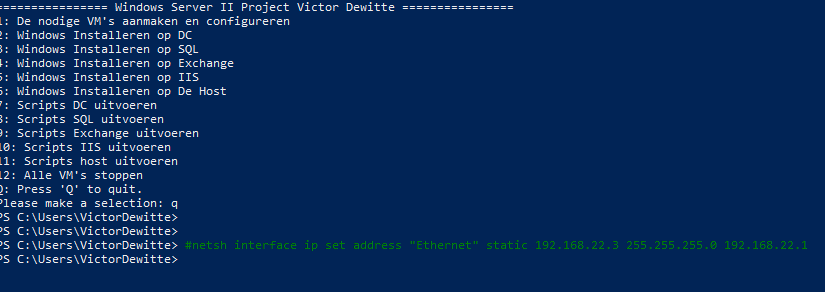 ================ Windows Server II Project Victor Dewitte ================
1: De nodige VM's aanmaken en configureren
2: Windows Installeren op DC
3: Windows Installeren op SQL
4: Windows Installeren op Exchange
5: Windows Installeren op IIS
6: Windows Installeren op De Host
7: Scripts DC uitvoeren
8: Scripts SQL uitvoeren
9: Scripts Exchange uitvoeren
10: Scripts IIS uitvoeren
11: Scripts host uitvoeren
12: Alle VM's stoppen
Q: Press 'Q' to quit.
Please make a selection: q
PS C:\Users\VictorDewitte>
PS C:\Users\VictorDewitte>
PS C:\Users\VictorDewitte> #netsh interface ip set address "Ethernet" static 192.168.22.3 255.255.255.0 192.168.22.1
PS C:\Users\VictorDewitte>